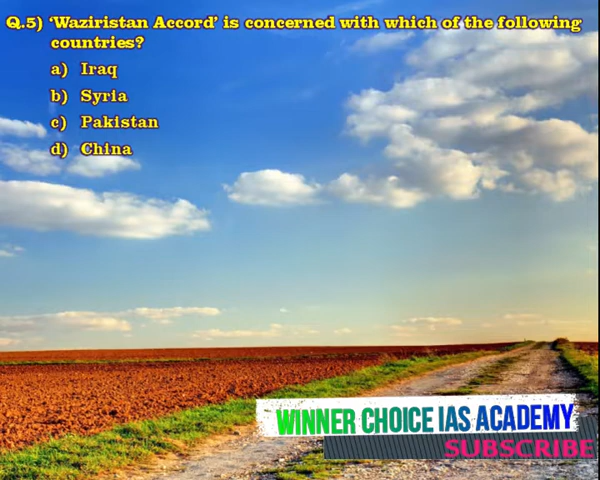 Q.5) ‘Waziristan Accord’ is concerned with which of the following
countries?
a) Iraq
b) Syria
c) Pakistan
d) China
WINNER CHOICE IAS ACADEMY
SUBSCRIBE